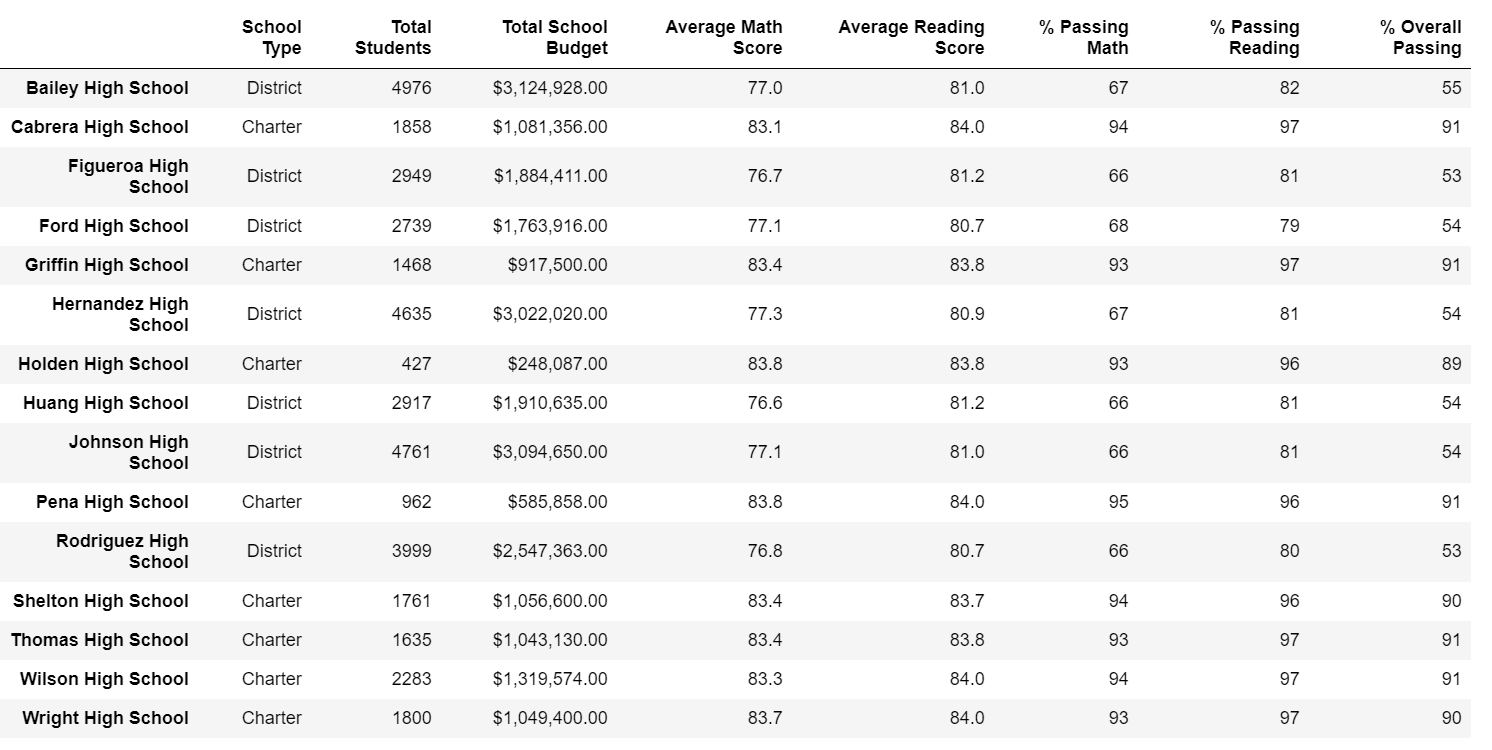 School Type Total Students Total School Budget Average Math Score Average Reading Score % Passing Math % Passing Reading % Overall Passing
Bailey High School District 4976 $3,124,928.00 77.0 81.0 67 82 55
Cabrera High School Charter 1858 $1,081,356.00 83.1 84.0 94 97 91
Figueroa High School District 2949 $1,884,411.00 76.7 81.2 66 81 53
Ford High School District 2739 $1,763,916.00 77.1 80.7 68 79 54
Griffin High School Charter 1468 $917,500.00 83.4 83.8 93 97 91
Hernandez High School District 4635 $3,022,020.00 77.3 80.9 67 81 54
Holden High School Charter 427 $248,087.00 83.8 83.8 93 96 89
Huang High School District 2917 $1,910,635.00 76.6 81.2 66 81 54
Johnson High School District 4761 $3,094,650.00 77.1 81.0 66 81 54
Pena High School Charter 962 $585,858.00 83.8 84.0 95 96 91
Rodriguez High School District 3999 $2,547,363.00 76.8 80.7 66 80 53
Shelton High School Charter 1761 $1,056,600.00 83.4 83.7 94 96 90
Thomas High School Charter 1635 $1,043,130.00 83.4 83.8 93 97 91
Wilson High School Charter 2283 $1,319,574.00 83.3 84.0 94 97 91
Wright High School Charter 1800 $1,049,400.00 83.7 84.0 93 97 90